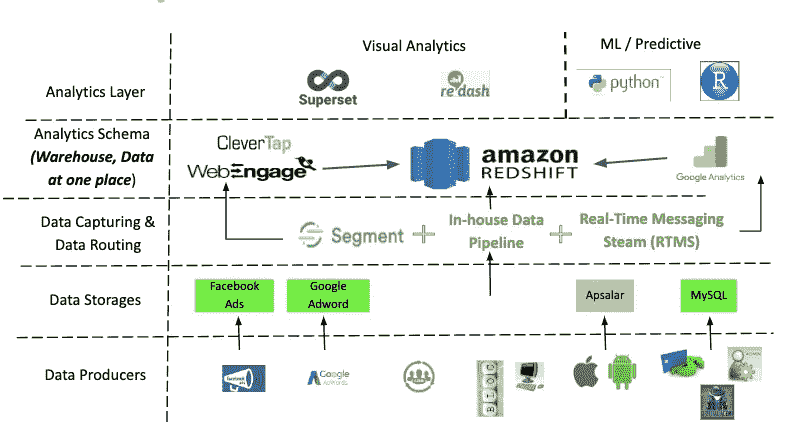 Visual Analytics
ML / Predictive
Analytics Layer
Superset
re:dash
python
R
Analytics Schema
(Warehouse, Data
at one place)
CleverTap
WebEngage
amazon
REDSHIFT
Google Analytics
Data Capturing &
Data Routing
Segment
+
In-house Data
Pipeline
+
Real-Time Messaging
Steam (RTMS)
Data Storages
Facebook
Ads
Google
Adword
Apsalar
MySQL
Data Producers
Google
AdWords
BLOG